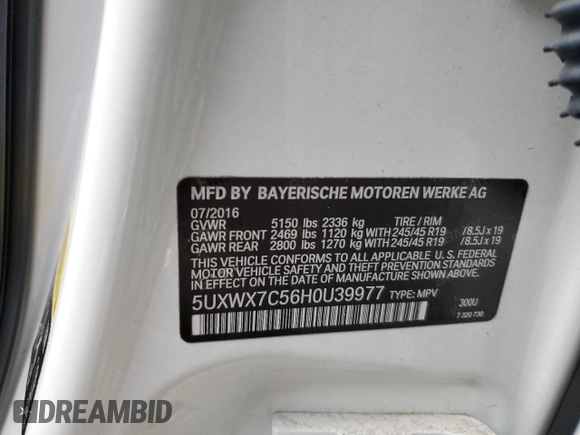 MFD BY BAYERISCHE MOTOREN WERKE AG
07/2016
GVWR 5150 lbs 2336 kg TIRE / RIM
GAWR FRONT 2469 lbs 1120 kg WITH 245/45 R19 /8.5J x 19
GAWR REAR 2800 lbs 1270 kg WITH 245/45 R19 /8.5J x 19
THIS VEHICLE CONFORMS TO ALL APPLICABLE U. S. FEDERAL
MOTOR VEHICLE SAFETY AND THEFT PREVENTION STANDARDS
IN EFFECT ON THE DATE OF MANUFACTURE SHOWN ABOVE.
5UXWX7C56H0U39977 TYPE: MPV 300U
7 320 730
DREAMBID